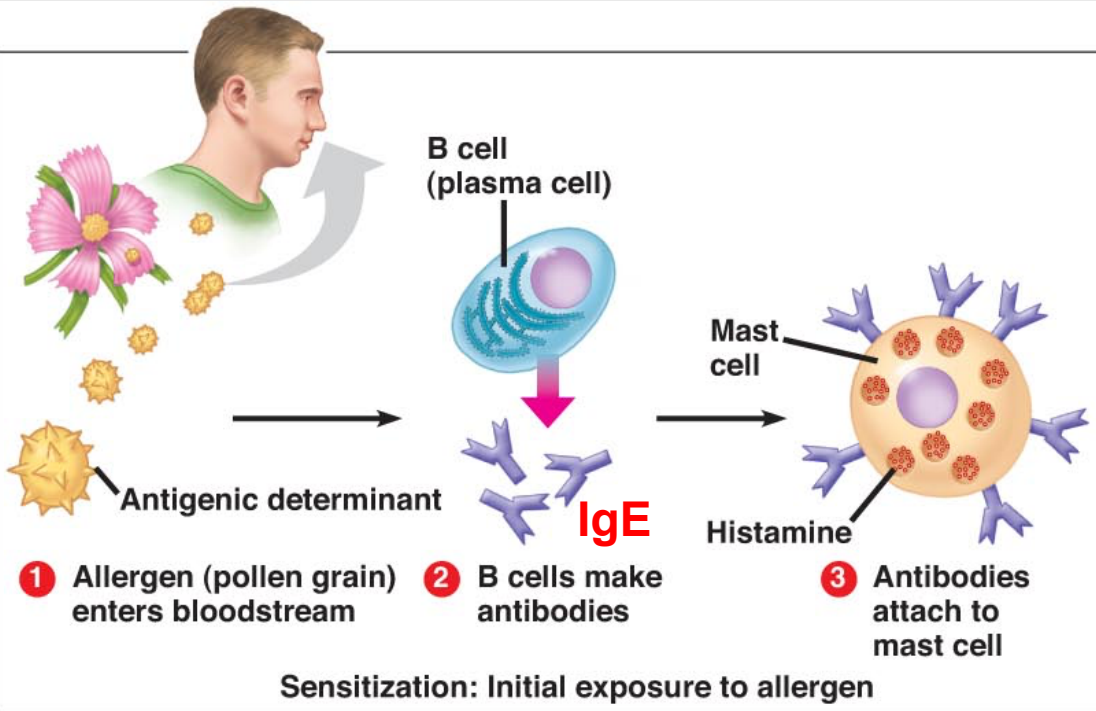 B cell
(plasma cell)
Mast
cell
Antigenic determinant
IgE
Histamine
1 Allergen (pollen grain)
enters bloodstream
2 B cells make
antibodies
3 Antibodies
attach to
mast cell
Sensitization: Initial exposure to allergen